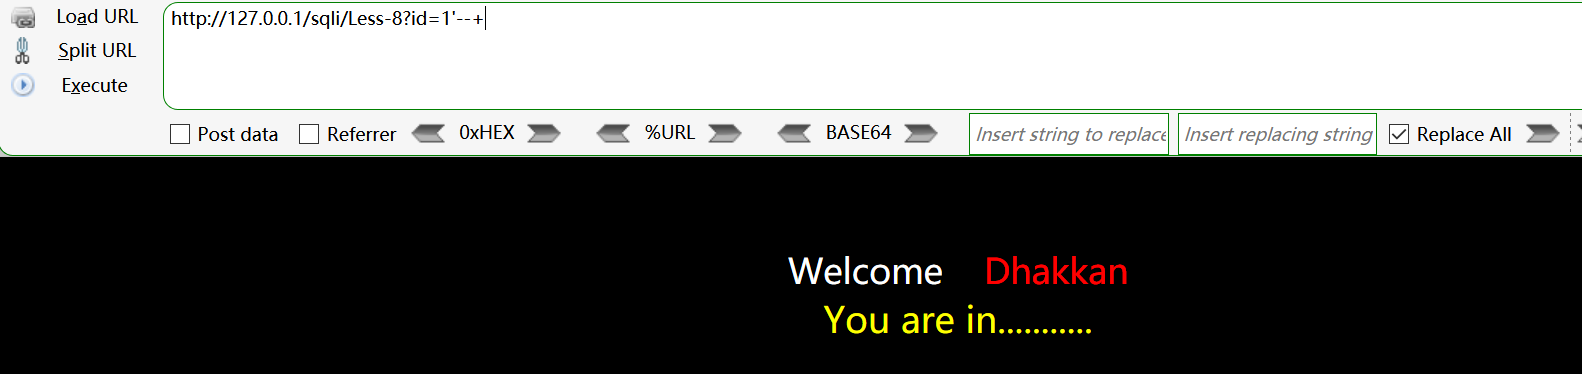 Load URL
http://127.0.0.1/sqli/Less-8?id=1'--+
Split URL
Execute
Post data Referrer 0xHEX %URL BASE64 Insert string to replace Insert replacing string Replace All
Welcome Dhakkan
You are in...........